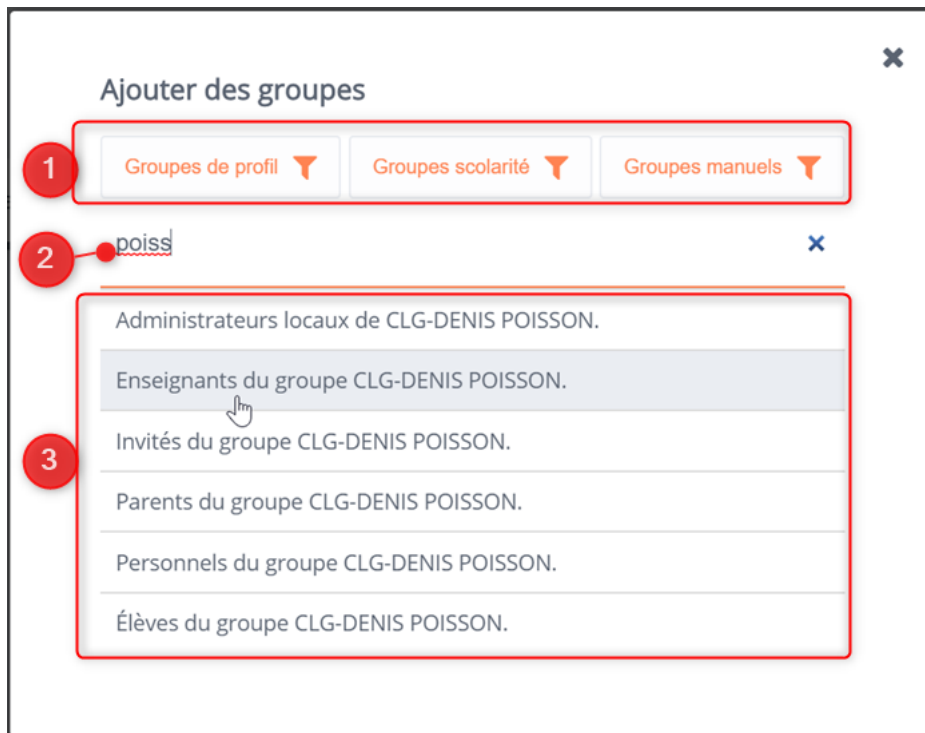 Ajouter des groupes
1
Groupes de profil Groupes scolarité Groupes manuels
2
poiss
Administrateurs locaux de CLG-DENIS POISSON.
Enseignants du groupe CLG-DENIS POISSON.
Invités du groupe CLG-DENIS POISSON.
3
Parents du groupe CLG-DENIS POISSON.
Personnels du groupe CLG-DENIS POISSON.
Élèves du groupe CLG-DENIS POISSON.